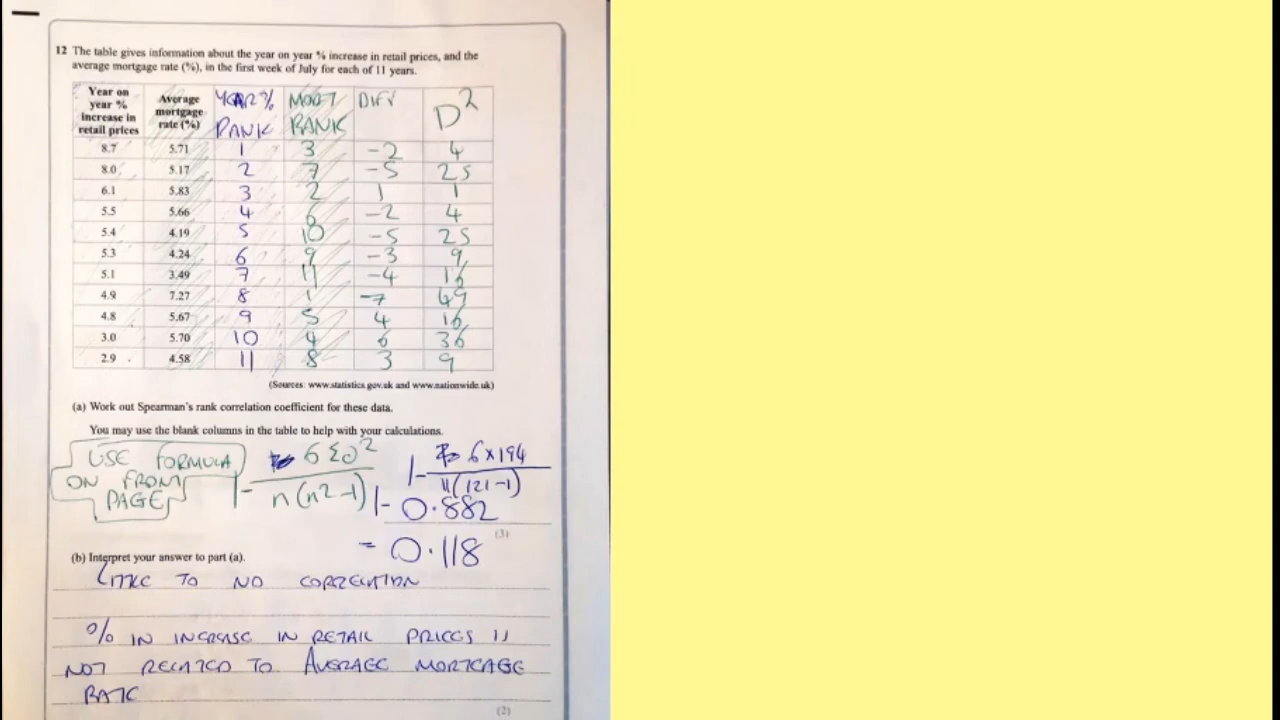 12 The table gives information about the year on year % increase in retail prices, and the
average mortgage rate (%), in the first week of July for each of 11 years.
Year on year % increase in retail prices | Average mortgage rate (%) | YEAR % RANK | MORT RANK | DIFF | D²
8.7 5.71 1 3 -2 4
8.0 5.17 2 7 -5 25
6.1 5.83 3 2 1 1
5.5 5.66 4 6 -2 4
5.4 4.19 5 10 -5 25
5.3 4.24 6 9 -3 9
5.1 3.49 7 11 -4 16
4.9 7.27 8 1 -7 49
4.8 5.67 9 5 4 16
3.0 5.70 10 4 6 36
2.9 4.58 11 8 3 9
(Sources: www.statistics.gov.uk and www.nationwide.uk)
(a) Work out Spearman's rank correlation coefficient for these data.
You may use the blank columns in the table to help with your calculations.
USE FORMULA
ON FRONT
PAGE
1 - 6ΣD² / n(n²-1)
1 - 6×194 / 11(121-1)
1 - 0.882
(3)
= 0.118
(b) Interpret your answer to part (a).
LITTLE TO NO CORRELATION
% IN INCREASE IN RETAIL PRICES IS
NOT RELATED TO AVERAGE MORTGAGE
RATE
(2)